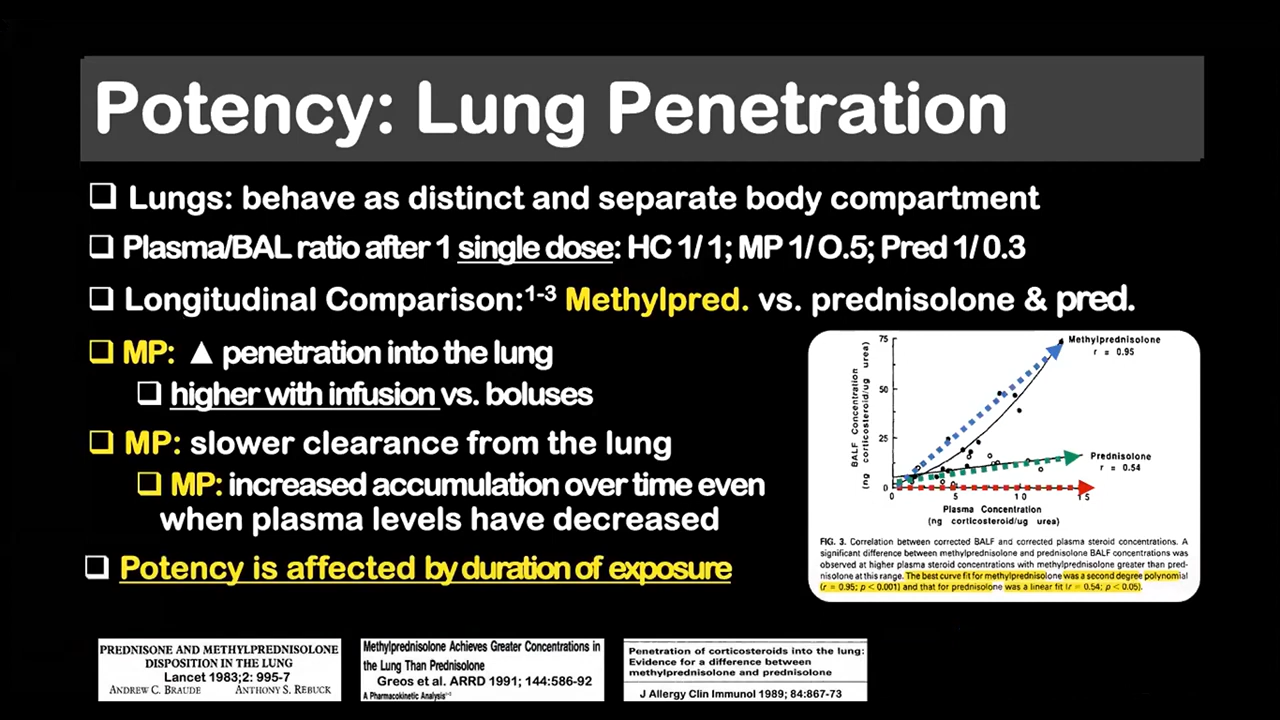 Potency: Lung Penetration
❑ Lungs: behave as distinct and separate body compartment
❑ Plasma/BAL ratio after 1 single dose: HC 1/1; MP 1/O.5; Pred 1/0.3
❑ Longitudinal Comparison:1-3 Methylpred. vs. prednisolone & pred.
❑ MP: ▲ penetration into the lung
❑ higher with infusion vs. boluses
❑ MP: slower clearance from the lung
❑ MP: increased accumulation over time even
when plasma levels have decreased
❑ Potency is affected by duration of exposure
BALF Concentration
(ng corticosteroid/ug urea)
75
50
25
0
0
5
10
15
Methylprednisolone
r = 0.95
Prednisolone
r = 0.54
Plasma Concentration
(ng corticosteroid/ug urea)
FIG. 3. Correlation between corrected BALF and corrected plasma steroid concentrations. A
significant difference between methylprednisolone and prednisolone BALF concentrations was
observed at higher plasma steroid concentrations with methylprednisolone greater than pred-
nisolone at this range. The best curve fit for methylprednisolone was a second degree polynomial
(r = 0.95; p < 0.001) and that for prednisolone was a linear fit (r = 0.54; p < 0.05).
PREDNISONE AND METHYLPREDNISOLONE
DISPOSITION IN THE LUNG
Lancet 1983;2: 995-7
ANDREW C. BRAUDE ANTHONY S. REBUCK
Methylprednisolone Achieves Greater Concentrations in
the Lung Than Prednisolone
Greos et al. ARRD 1991; 144:586-92
A Pharmacokinetic Analysis
Penetration of corticosteroids into the lung:
Evidence for a difference between
methylprednisolone and prednisolone
J Allergy Clin Immunol 1989; 84:867-73